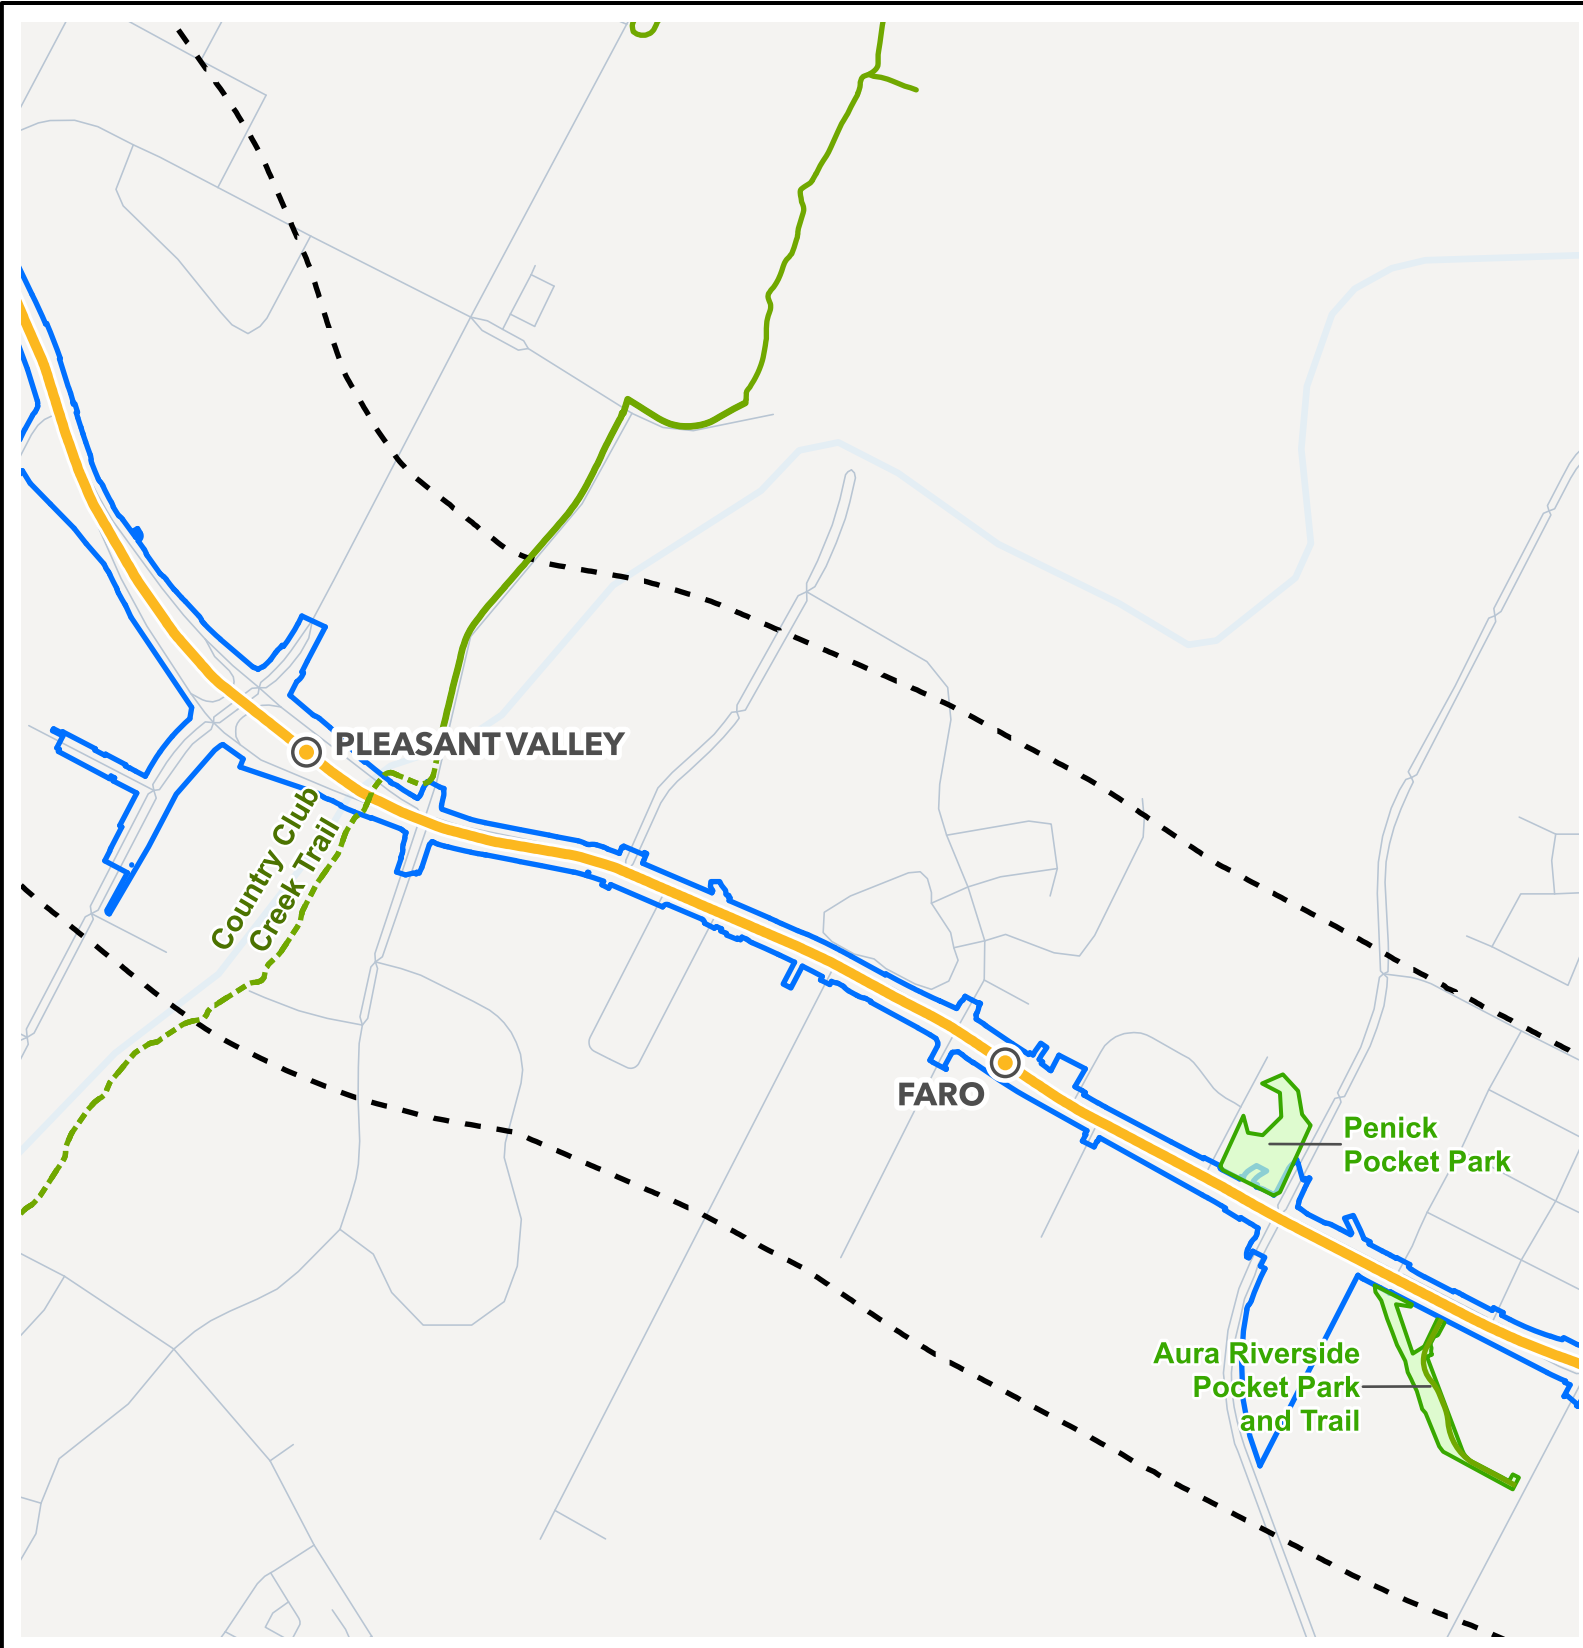 PLEASANT VALLEY
Country Club
Creek Trail
FARO
Penick
Pocket Park
Aura Riverside
Pocket Park
and Trail